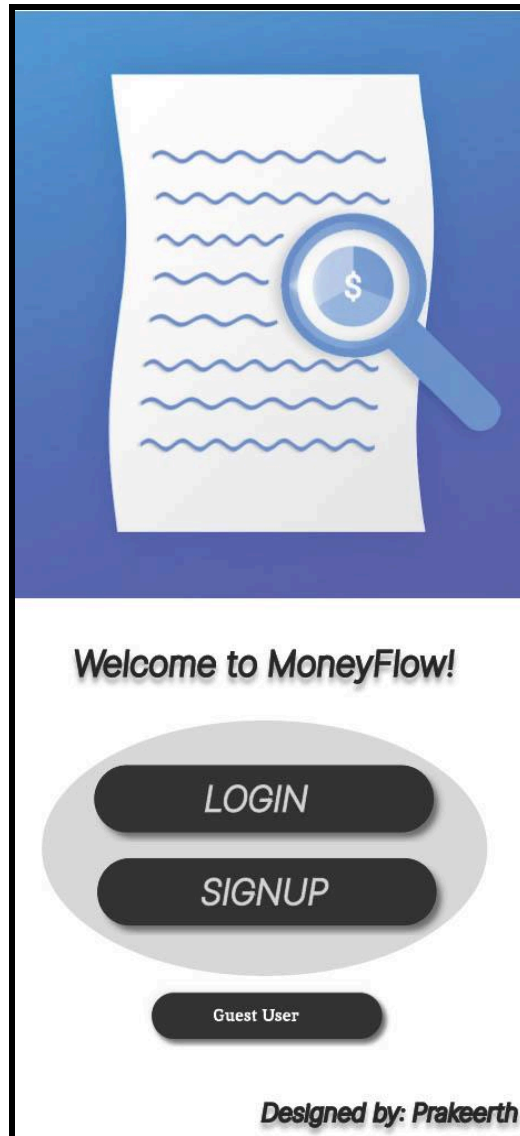 $
Welcome to MoneyFlow!
LOGIN
SIGNUP
Guest User
Designed by: Prakeerth